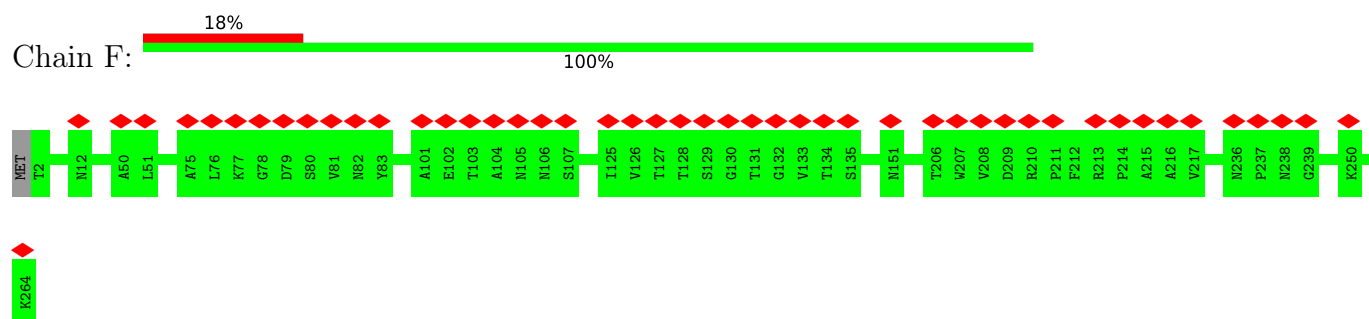 18%
Chain F:
100%
MET T2 N12 A50 L51 A75 L76 K77 G78 D79 S80 V81 N82 Y83 A101 E102 T103 A104 N105 N106 S107 I125 V126 T127 T128 S129 G130 T131 G132 V133 T134 S135 N151 T206 W207 V208 D209 R210 P211 F212 R213 P214 A215 A216 V217 N236 P237 N238 G239 K250
K264